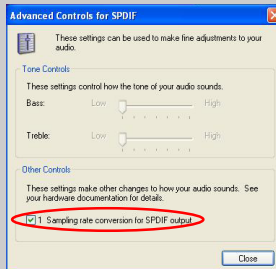 Advanced Controls for SPDIF
These settings can be used to make fine adjustments to your
audio.
Tone Controls
These settings control how the tone of your audio sounds.
Bass: Low High
Treble: Low High
Other Controls
These settings make other changes to how your audio sounds. See
your hardware documentation for details.
1 Sampling rate conversion for SPDIF output
Close